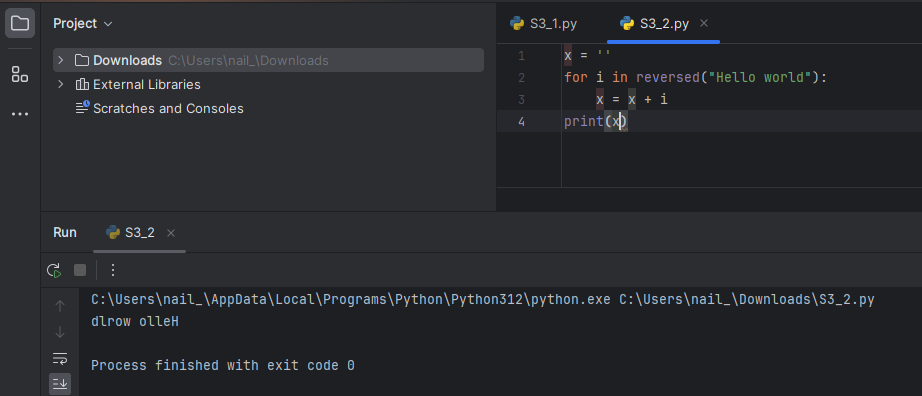 Project
Downloads C:\Users\nail_\Downloads
External Libraries
Scratches and Consoles
S3_1.py S3_2.py
1 x = ''
2 for i in reversed("Hello world"):
3     x = x + i
4 print(x)
Run S3_2
C:\Users\nail_\AppData\Local\Programs\Python\Python312\python.exe C:\Users\nail_\Downloads\S3_2.py
dlrow olleH
Process finished with exit code 0